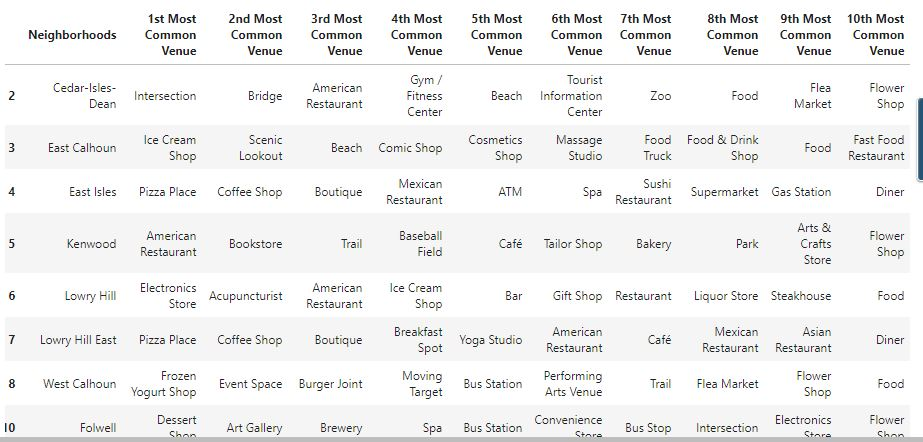 Neighborhoods 1st Most Common Venue 2nd Most Common Venue 3rd Most Common Venue 4th Most Common Venue 5th Most Common Venue 6th Most Common Venue 7th Most Common Venue 8th Most Common Venue 9th Most Common Venue 10th Most Common Venue
2 Cedar-Isles-Dean Intersection Bridge American Restaurant Gym / Fitness Center Beach Tourist Information Center Zoo Food Flea Market Flower Shop
3 East Calhoun Ice Cream Shop Scenic Lookout Beach Comic Shop Cosmetics Shop Massage Studio Food Truck Food & Drink Shop Food Fast Food Restaurant
4 East Isles Pizza Place Coffee Shop Boutique Mexican Restaurant ATM Spa Sushi Restaurant Supermarket Gas Station Diner
5 Kenwood American Restaurant Bookstore Trail Baseball Field Café Tailor Shop Bakery Park Arts & Crafts Store Flower Shop
6 Lowry Hill Electronics Store Acupuncturist American Restaurant Ice Cream Shop Bar Gift Shop Restaurant Liquor Store Steakhouse Food
7 Lowry Hill East Pizza Place Coffee Shop Boutique Breakfast Spot Yoga Studio American Restaurant Café Mexican Restaurant Asian Restaurant Diner
8 West Calhoun Frozen Yogurt Shop Event Space Burger Joint Moving Target Bus Station Performing Arts Venue Trail Flea Market Flower Shop Food
10 Folwell Dessert Shop Art Gallery Brewery Spa Bus Station Convenience Store Bus Stop Intersection Electronics Store Flower Shop